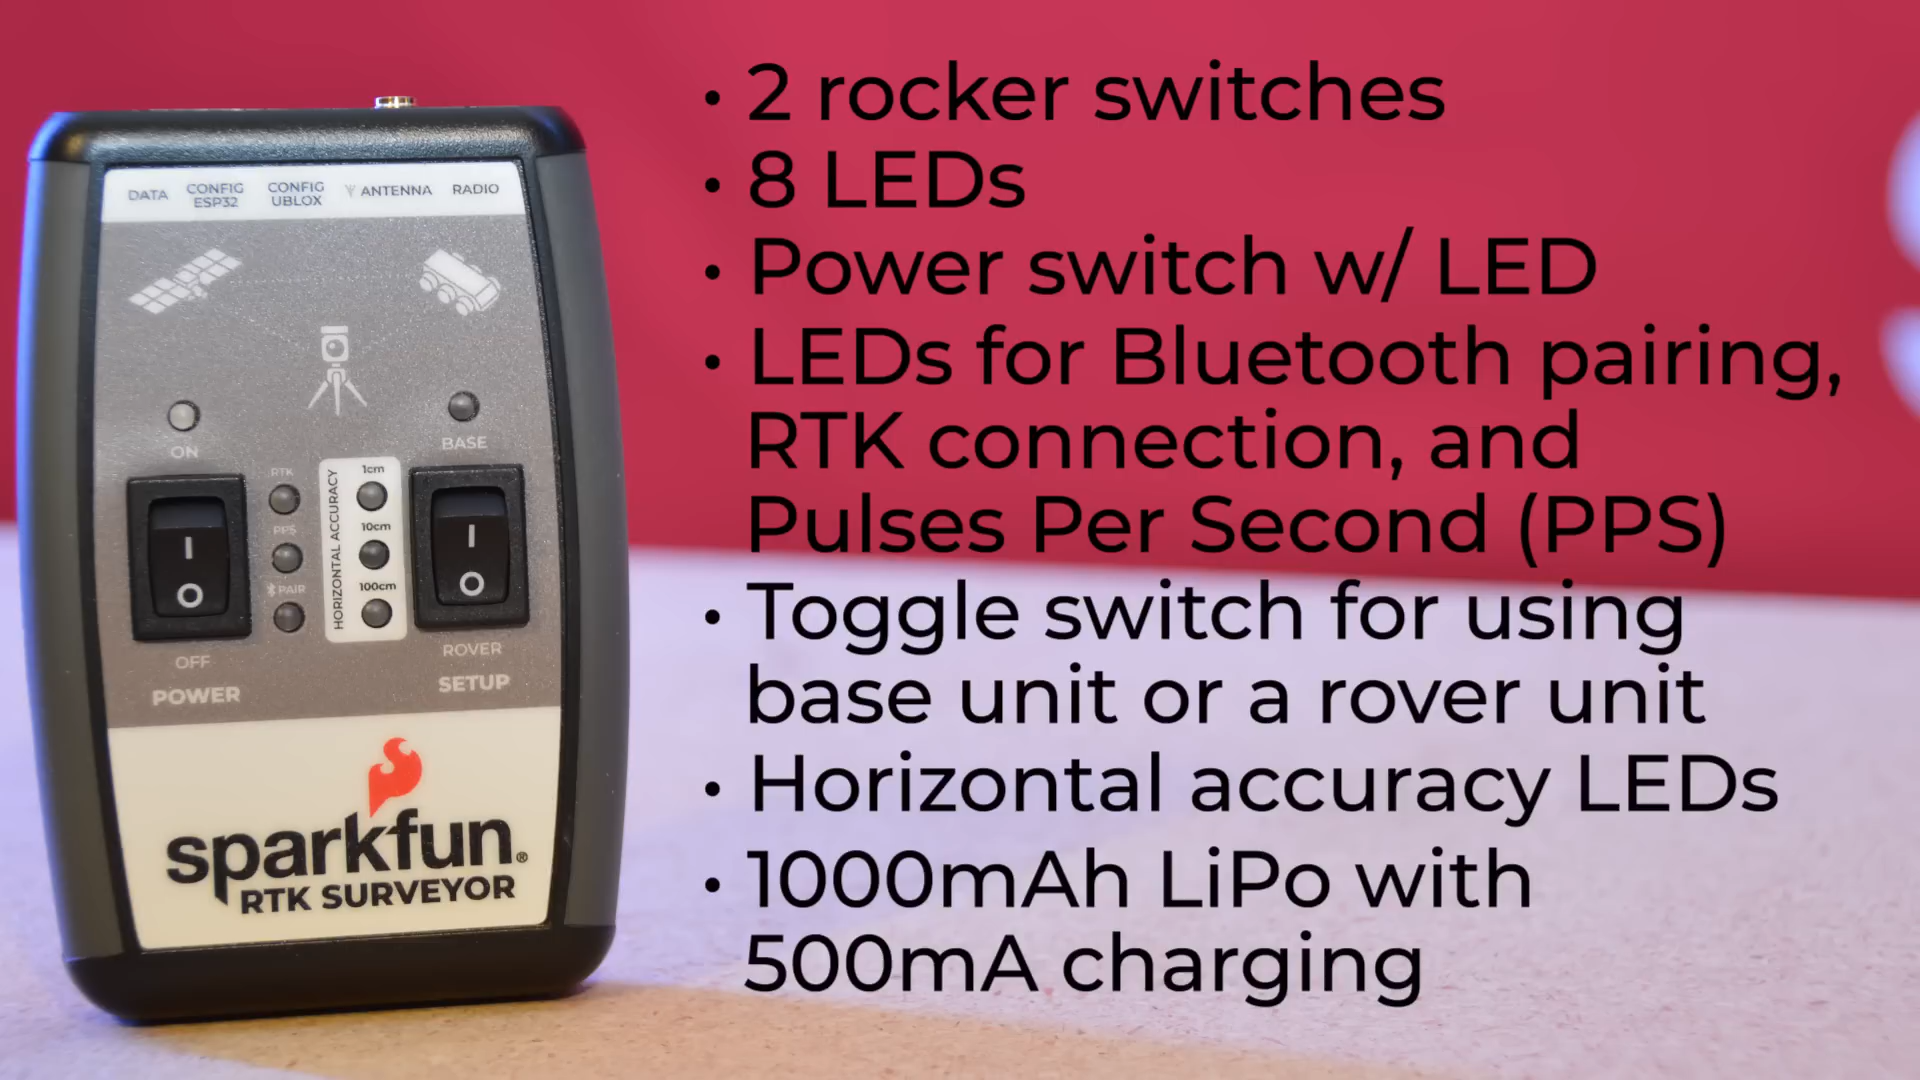 DATA CONFIG ESP32 CONFIG UBLOX ANTENNA RADIO
ON
BASE
RTK
PPS
PAIR
HORIZONTAL ACCURACY
1cm
10cm
100cm
I
O
I
O
OFF
POWER
ROVER
SETUP
sparkfun®
RTK SURVEYOR
• 2 rocker switches
• 8 LEDs
• Power switch w/ LED
• LEDs for Bluetooth pairing,
RTK connection, and
Pulses Per Second (PPS)
• Toggle switch for using
base unit or a rover unit
• Horizontal accuracy LEDs
• 1000mAh LiPo with
500mA charging